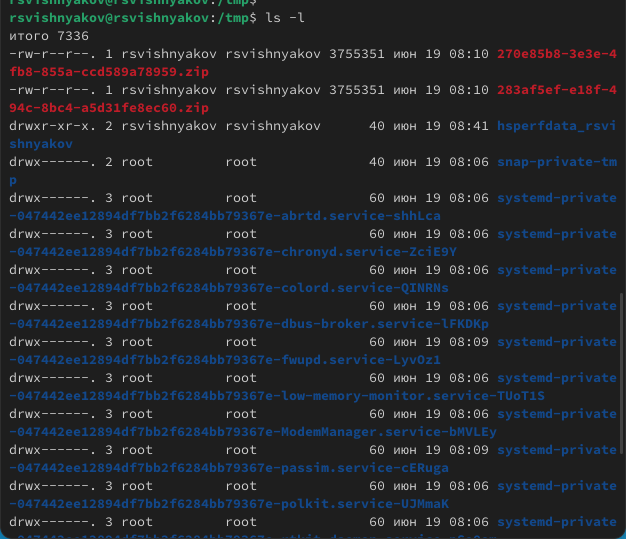 rsvishnyakov@rsvishnyakov:/tmp$
rsvishnyakov@rsvishnyakov:/tmp$ ls -l
итого 7336
-rw-r--r--. 1 rsvishnyakov rsvishnyakov 3755351 июн 19 08:10 270e85b8-3e3e-4
fb8-855a-ccd589a78959.zip
-rw-r--r--. 1 rsvishnyakov rsvishnyakov 3755351 июн 19 08:10 283af5ef-e18f-4
94c-8bc4-a5d31fe8ec60.zip
drwxr-xr-x. 2 rsvishnyakov rsvishnyakov      40 июн 19 08:41 hsperfdata_rsvi
shnyakov
drwx------. 2 root         root              40 июн 19 08:06 snap-private-tm
p
drwx------. 3 root         root              60 июн 19 08:06 systemd-private
-047442ee12894df7bb2f6284bb79367e-abrtd.service-shhLca
drwx------. 3 root         root              60 июн 19 08:06 systemd-private
-047442ee12894df7bb2f6284bb79367e-chronyd.service-ZciE9Y
drwx------. 3 root         root              60 июн 19 08:06 systemd-private
-047442ee12894df7bb2f6284bb79367e-colord.service-QINRNs
drwx------. 3 root         root              60 июн 19 08:06 systemd-private
-047442ee12894df7bb2f6284bb79367e-dbus-broker.service-lFKDKp
drwx------. 3 root         root              60 июн 19 08:09 systemd-private
-047442ee12894df7bb2f6284bb79367e-fwupd.service-LyvOz1
drwx------. 3 root         root              60 июн 19 08:06 systemd-private
-047442ee12894df7bb2f6284bb79367e-low-memory-monitor.service-TUoT1S
drwx------. 3 root         root              60 июн 19 08:06 systemd-private
-047442ee12894df7bb2f6284bb79367e-ModemManager.service-bMVLEy
drwx------. 3 root         root              60 июн 19 08:09 systemd-private
-047442ee12894df7bb2f6284bb79367e-passim.service-cERuga
drwx------. 3 root         root              60 июн 19 08:06 systemd-private
-047442ee12894df7bb2f6284bb79367e-polkit.service-UJMmaK
drwx------. 3 root         root              60 июн 19 08:06 systemd-private